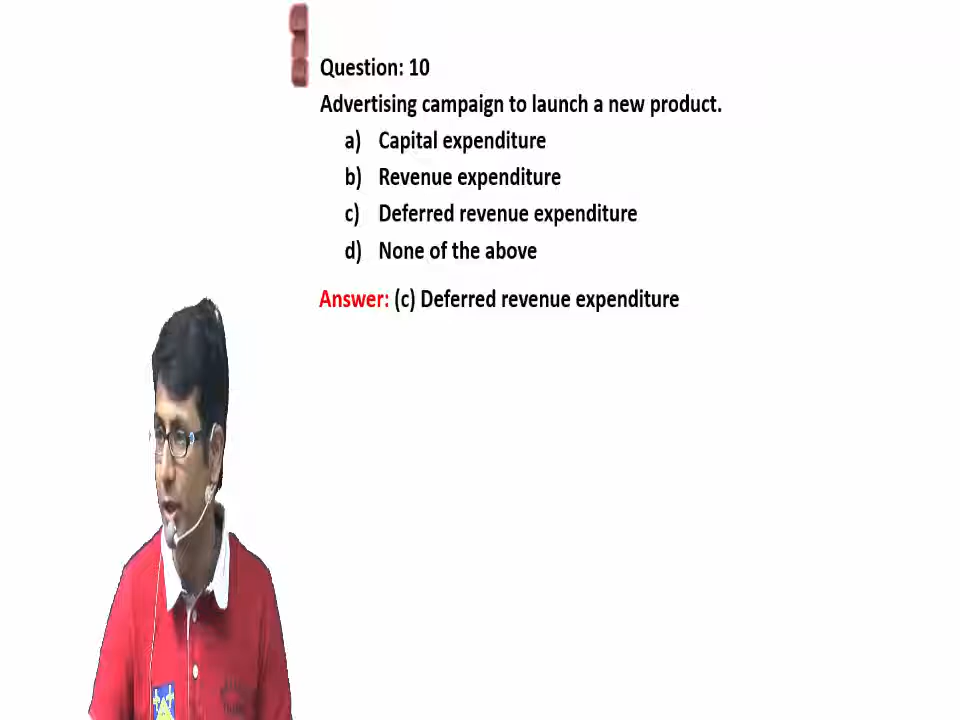 Question: 10
Advertising campaign to launch a new product.
a) Capital expenditure
b) Revenue expenditure
c) Deferred revenue expenditure
d) None of the above
Answer: (c) Deferred revenue expenditure